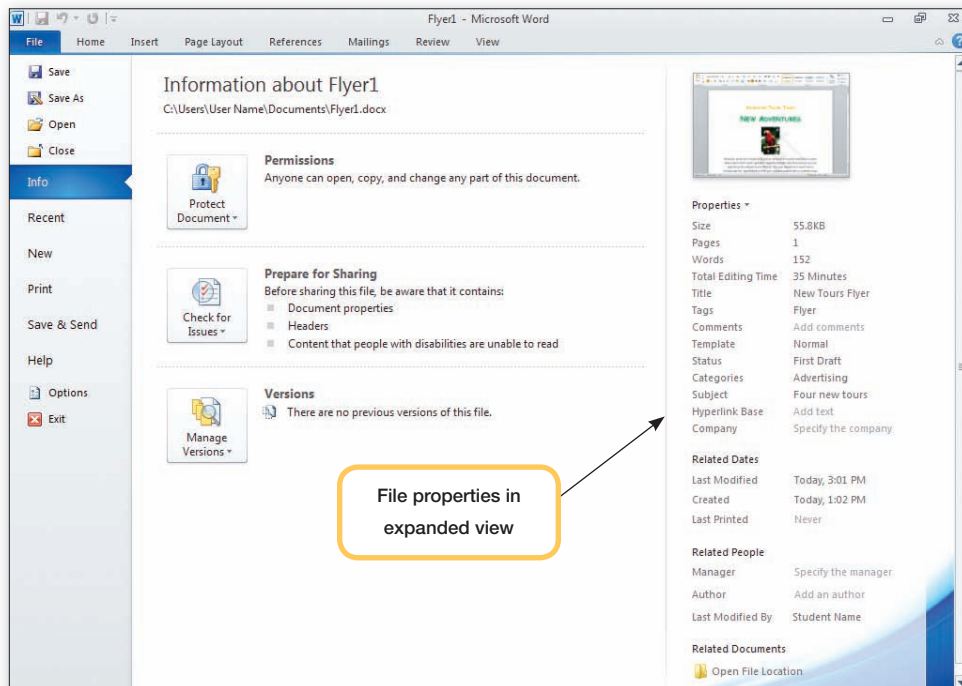 Flyer1 - Microsoft Word
File Home Insert Page Layout References Mailings Review View
Save
Save As
Open
Close
Info
Recent
New
Print
Save & Send
Help
Options
Exit
Information about Flyer1
C:\Users\User Name\Documents\Flyer1.docx
Protect
Document
Permissions
Anyone can open, copy, and change any part of this document.
Check for
Issues
Prepare for Sharing
Before sharing this file, be aware that it contains:
Document properties
Headers
Content that people with disabilities are unable to read
Manage
Versions
Versions
There are no previous versions of this file.
File properties in
expanded view
New Adventures
Properties
Size 55.8KB
Pages 1
Words 152
Total Editing Time 35 Minutes
Title New Tours Flyer
Tags Flyer
Comments Add comments
Template Normal
Status First Draft
Categories Advertising
Subject Four new tours
Hyperlink Base Add text
Company Specify the company
Related Dates
Last Modified Today, 3:01 PM
Created Today, 1:02 PM
Last Printed Never
Related People
Manager Specify the manager
Author Add an author
Last Modified By Student Name
Related Documents
Open File Location